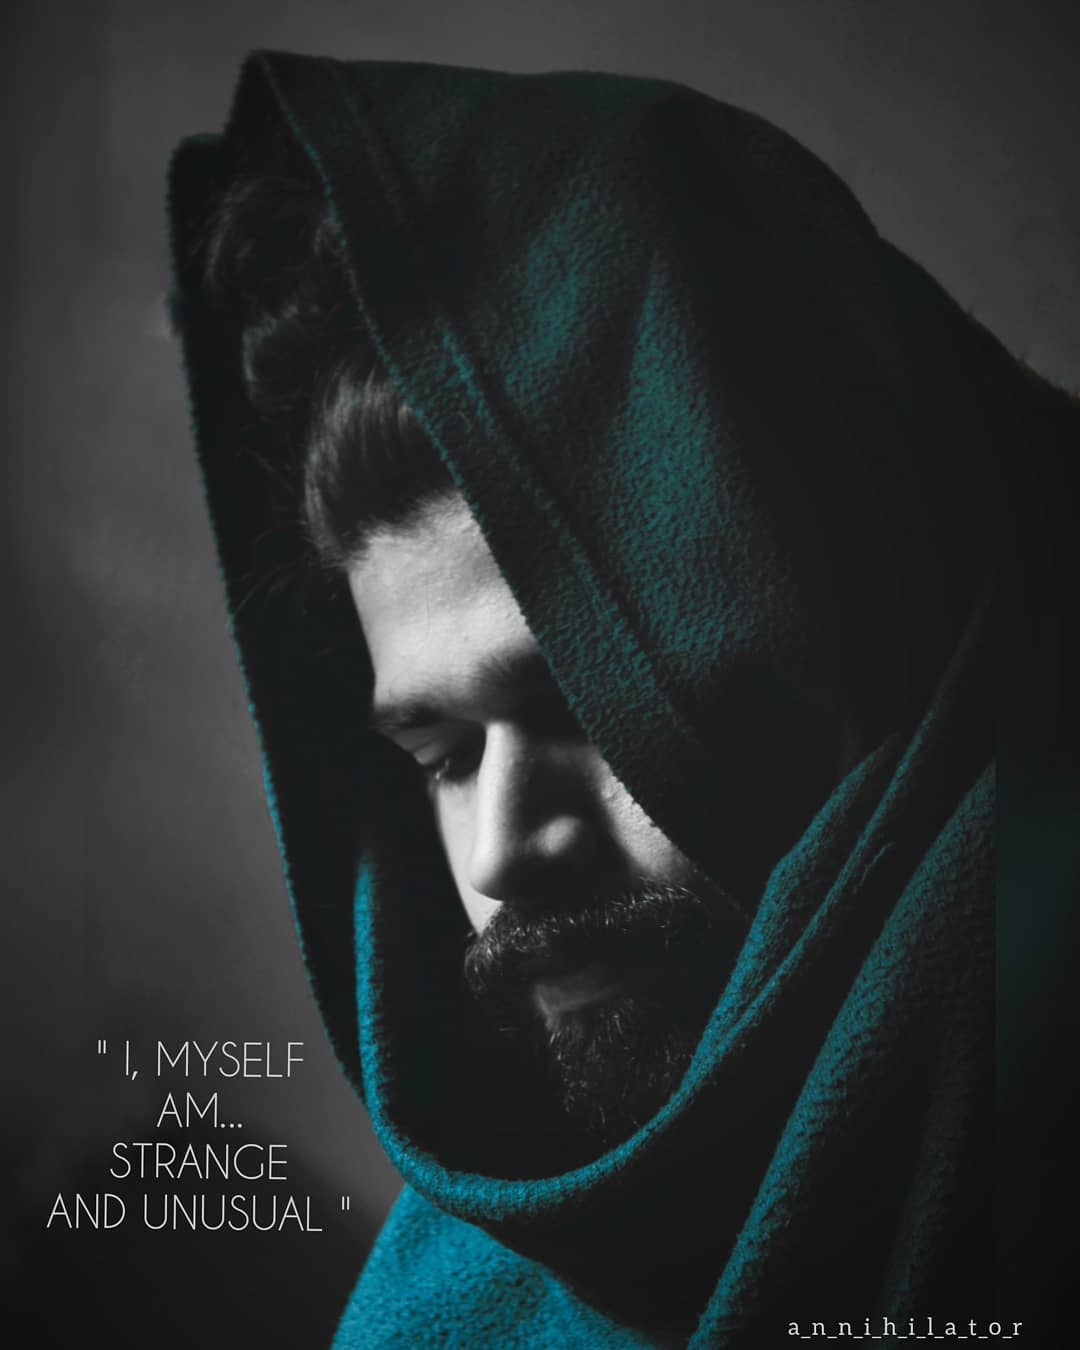 " I, MYSELF
AM...
STRANGE
AND UNUSUAL "
a_n_n_i_h_i_l_a_t_o_r